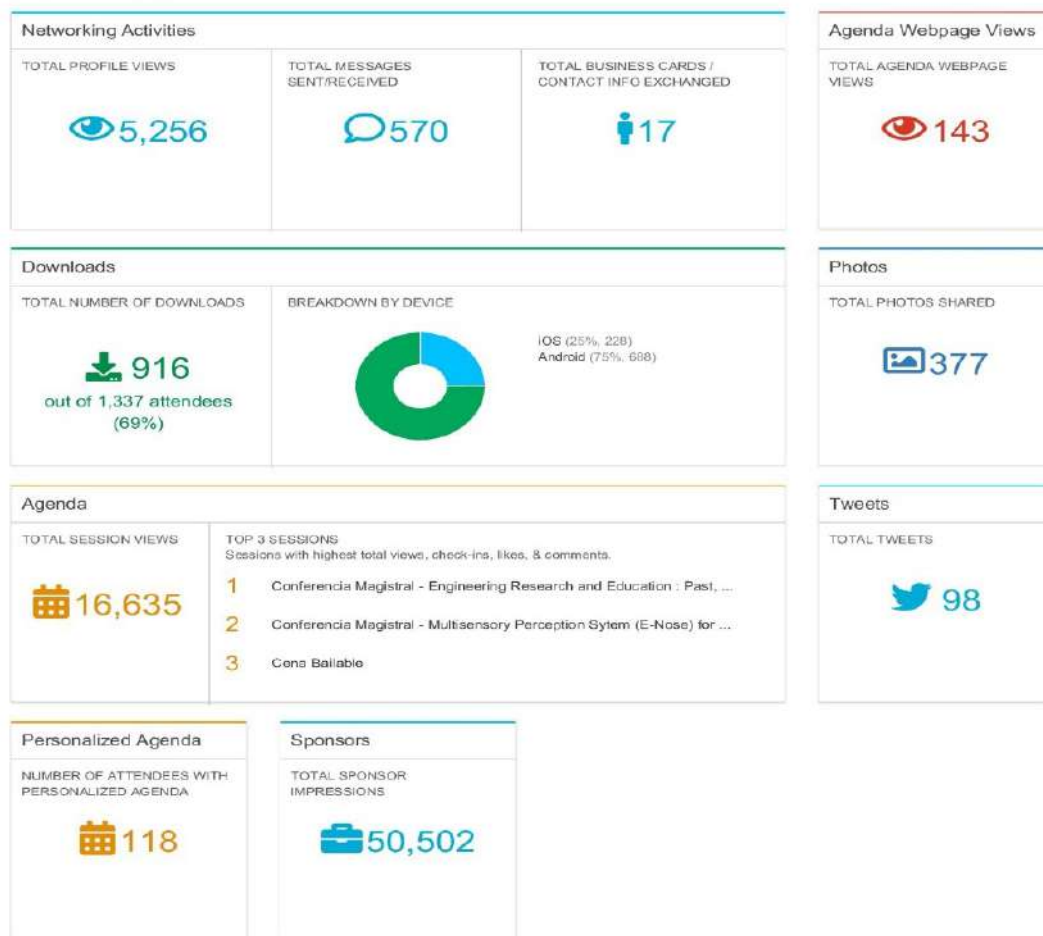 Networking Activities
TOTAL PROFILE VIEWS
5,256
TOTAL MESSAGES
SENT/RECEIVED
570
TOTAL BUSINESS CARDS /
CONTACT INFO EXCHANGED
17
Agenda Webpage Views
TOTAL AGENDA WEBPAGE
VIEWS
143
Downloads
TOTAL NUMBER OF DOWNLOADS
916
out of 1,337 attendees
(69%)
BREAKDOWN BY DEVICE
iOS (25%, 228)
Android (75%, 688)
Photos
TOTAL PHOTOS SHARED
377
Agenda
TOTAL SESSION VIEWS
16,635
TOP 3 SESSIONS
Sessions with highest total views, check-ins, likes, & comments.
1 Conferencia Magistral - Engineering Research and Education : Past, ...
2 Conferencia Magistral - Multisensory Perception Sytem (E-Nose) for ...
3 Cena Bailable
Tweets
TOTAL TWEETS
98
Personalized Agenda
NUMBER OF ATTENDEES WITH
PERSONALIZED AGENDA
118
Sponsors
TOTAL SPONSOR
IMPRESSIONS
50,502